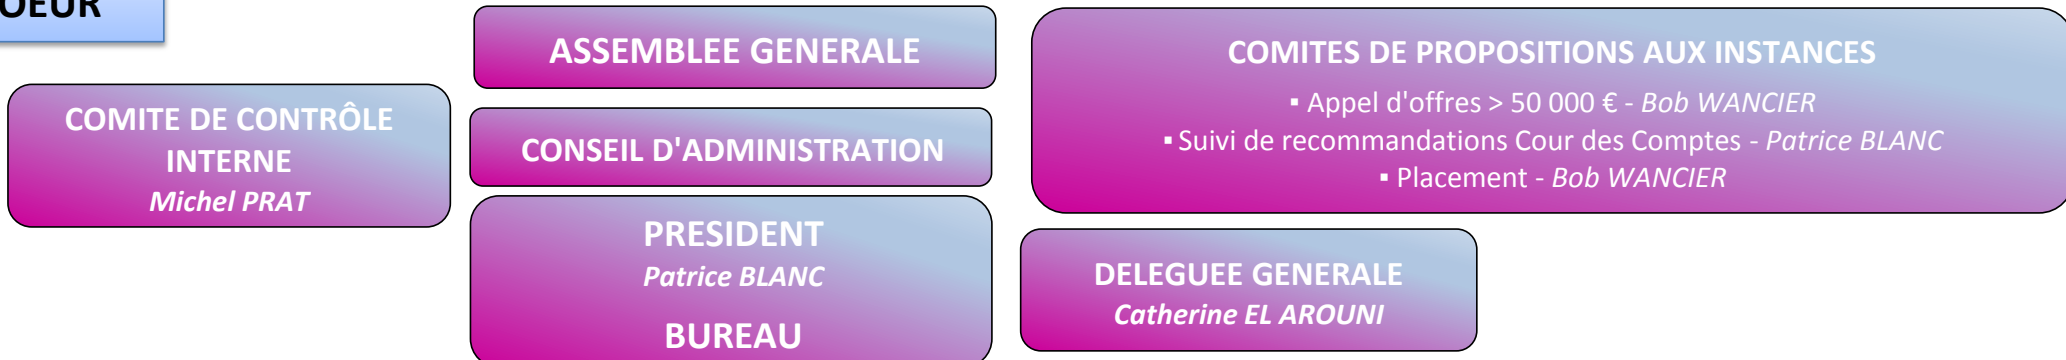 OEUR
ASSEMBLEE GENERALE
COMITE DE CONTRÔLE
INTERNE
Michel PRAT
CONSEIL D'ADMINISTRATION
PRESIDENT
Patrice BLANC
BUREAU
COMITES DE PROPOSITIONS AUX INSTANCES
▪ Appel d'offres > 50 000 € - Bob WANCIER
▪ Suivi de recommandations Cour des Comptes - Patrice BLANC
▪ Placement - Bob WANCIER
DELEGUEE GENERALE
Catherine EL AROUNI